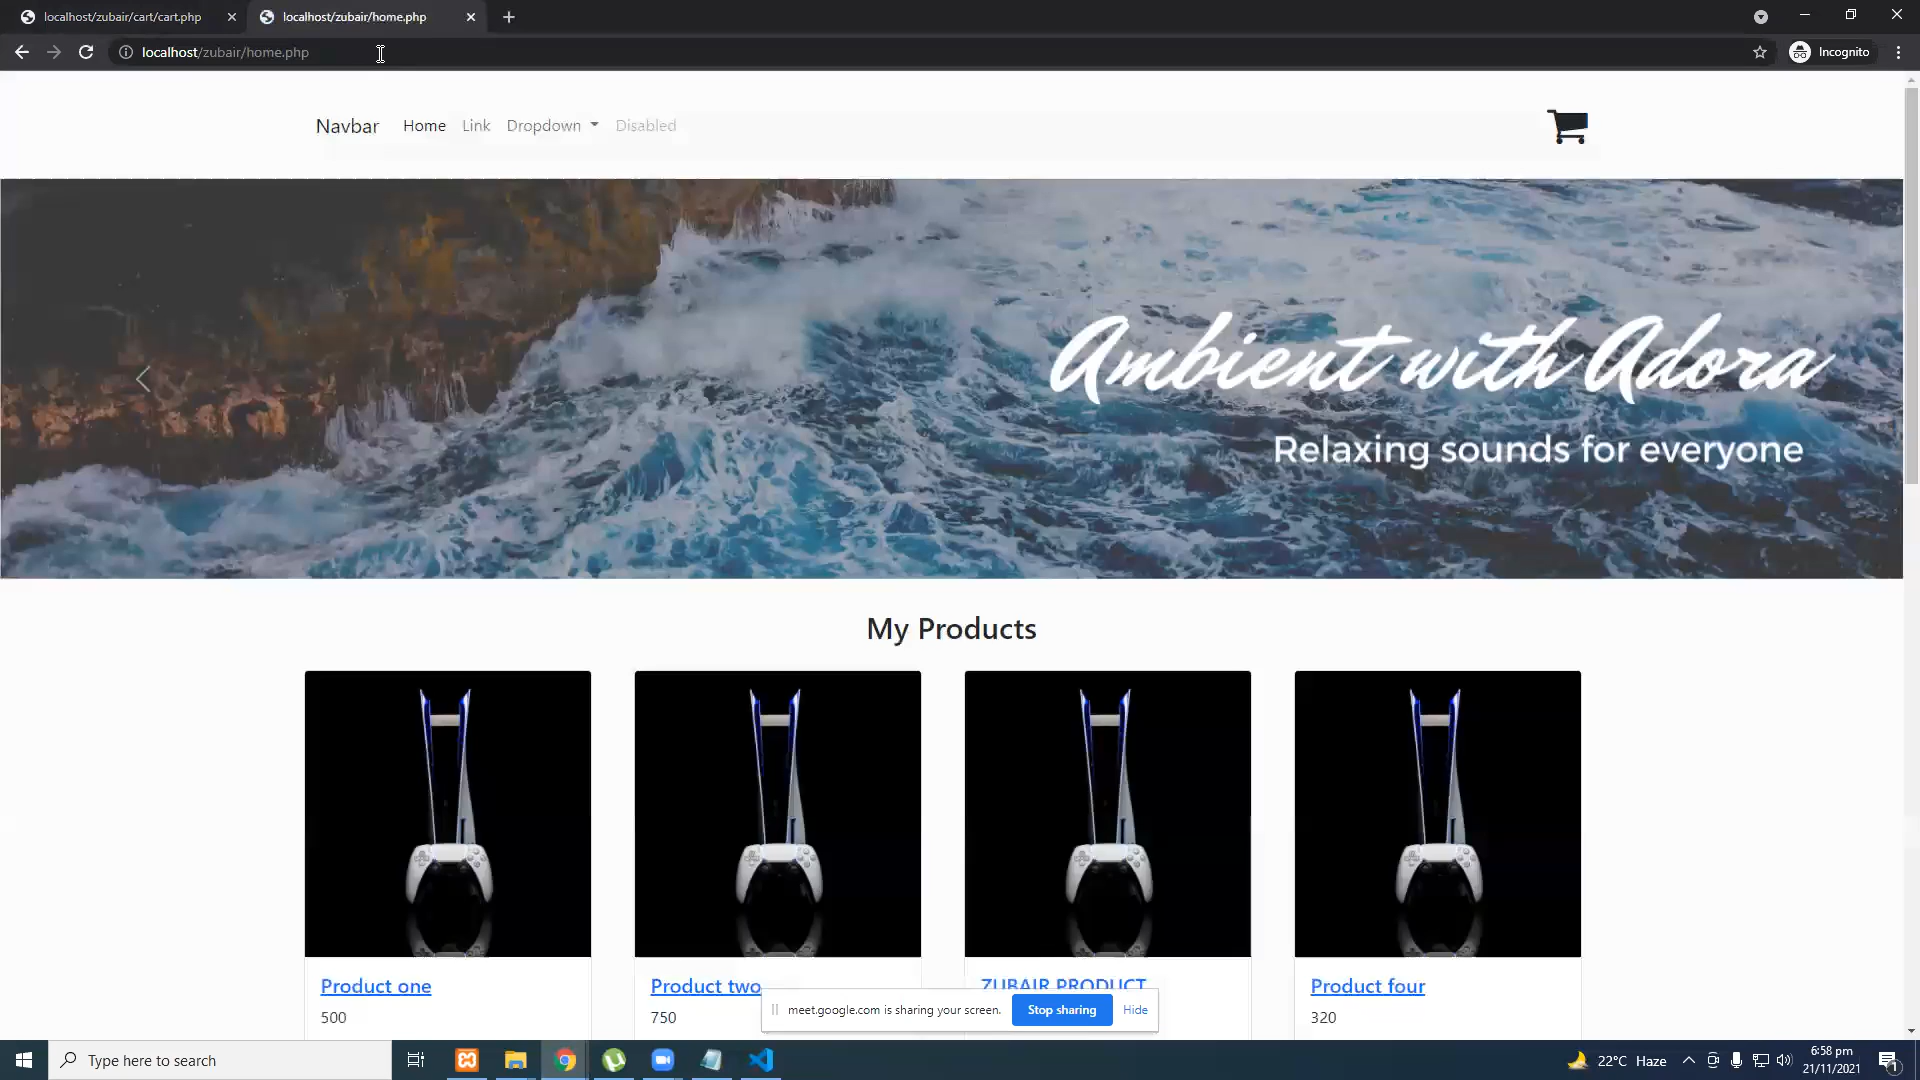 localhost/zubair/cart/cart.php
localhost/zubair/home.php
localhost/zubair/home.php
Incognito
Navbar Home Link Dropdown Disabled
Ambient with Adora
Relaxing sounds for everyone
My Products
Product one
Product two
ZUBAIR PRODUCT
Product four
500
750
320
meet.google.com is sharing your screen. Stop sharing Hide
Type here to search
22°C Haze
6:58 pm
21/11/2021
1